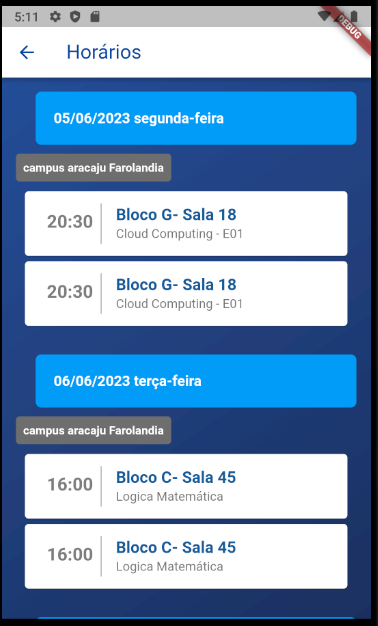 5:11
DEBUG
Horários
05/06/2023 segunda-feira
campus aracaju Farolandia
20:30
Bloco G- Sala 18
Cloud Computing - E01
20:30
Bloco G- Sala 18
Cloud Computing - E01
06/06/2023 terça-feira
campus aracaju Farolandia
16:00
Bloco C- Sala 45
Logica Matemática
16:00
Bloco C- Sala 45
Logica Matemática